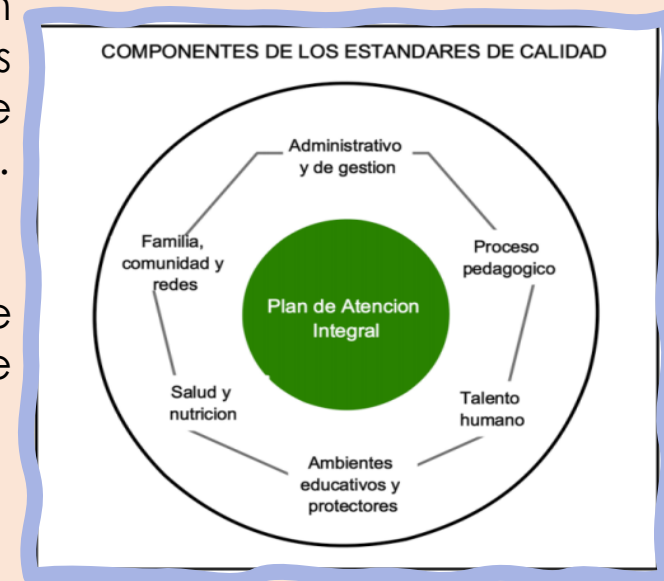 COMPONENTES DE LOS ESTANDARES DE CALIDAD
Administrativo
y de gestion
Familia,
comunidad y
redes
Proceso
pedagogico
Plan de Atencion
Integral
Salud y
nutricion
Talento
humano
Ambientes
educativos y
protectores